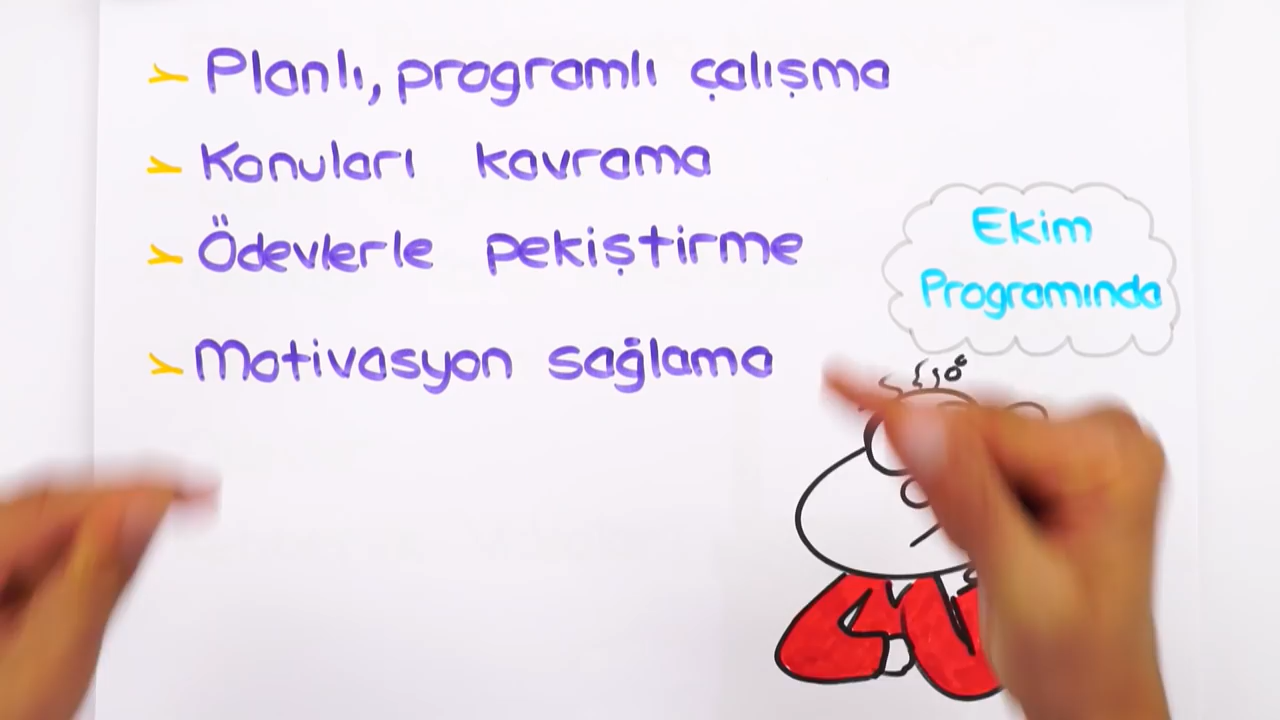 Planlı, programlı çalışma
Konuları kavrama
Ödevlerle pekiştirme
Motivasyon sağlama
Ekim
Programında